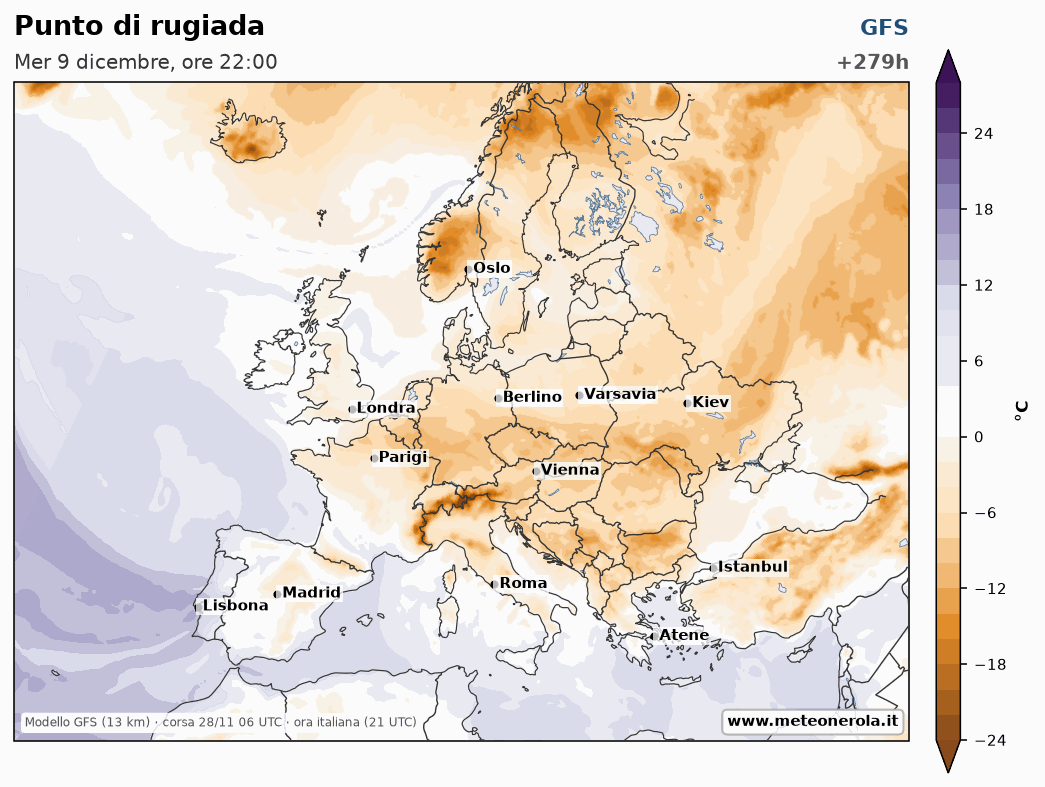 Punto di rugiada
GFS
Mer 9 dicembre, ore 22:00
+279h
Oslo
Londra
Berlino
Varsavia
Kiev
Parigi
Vienna
Madrid
Lisbona
Roma
Istanbul
Atene
24
18
12
6
0
−6
−12
−18
−24
°C
Modello GFS (13 km) · corsa 28/11 06 UTC · ora italiana (21 UTC)
www.meteonerola.it